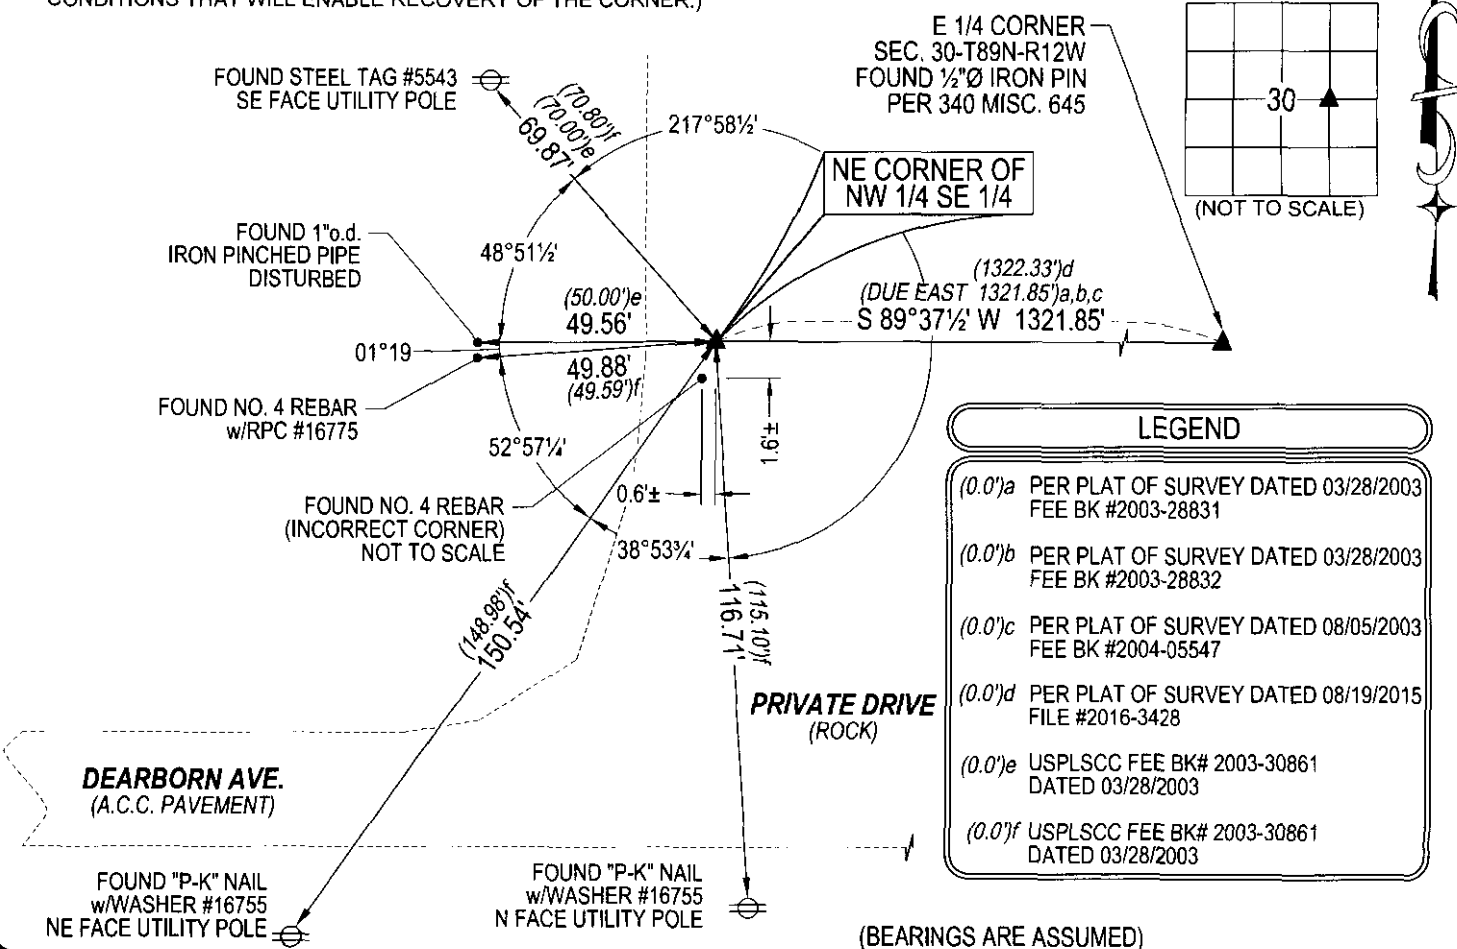 CONDITIONS THAT WILL ENABLE RECOVERY OF THE CORNER.)
E 1/4 CORNER
SEC. 30-T89N-R12W
FOUND ½"Ø IRON PIN
PER 340 MISC. 645
30
(NOT TO SCALE)
FOUND STEEL TAG #5543
SE FACE UTILITY POLE
(70.80')f
(70.00')e
69.87'
217°58½'
NE CORNER OF
NW 1/4 SE 1/4
FOUND 1"o.d.
IRON PINCHED PIPE
DISTURBED
48°51½'
(50.00')e
49.56'
(1322.33')d
(DUE EAST 1321.85')a,b,c
S 89°37½' W 1321.85'
01°19
49.88'
(49.59')f
FOUND NO. 4 REBAR
w/RPC #16775
52°57¼'
1.6'±
0.6'±
FOUND NO. 4 REBAR
(INCORRECT CORNER)
NOT TO SCALE
38°53¾'
(148.98')f
150.54'
(115.10')f
116.71'
PRIVATE DRIVE
(ROCK)
DEARBORN AVE.
(A.C.C. PAVEMENT)
FOUND "P-K" NAIL
w/WASHER #16755
NE FACE UTILITY POLE
FOUND "P-K" NAIL
w/WASHER #16755
N FACE UTILITY POLE
LEGEND
(0.0')a PER PLAT OF SURVEY DATED 03/28/2003
FEE BK #2003-28831
(0.0')b PER PLAT OF SURVEY DATED 03/28/2003
FEE BK #2003-28832
(0.0')c PER PLAT OF SURVEY DATED 08/05/2003
FEE BK #2004-05547
(0.0')d PER PLAT OF SURVEY DATED 08/19/2015
FILE #2016-3428
(0.0')e USPLSCC FEE BK# 2003-30861
DATED 03/28/2003
(0.0')f USPLSCC FEE BK# 2003-30861
DATED 03/28/2003
(BEARINGS ARE ASSUMED)